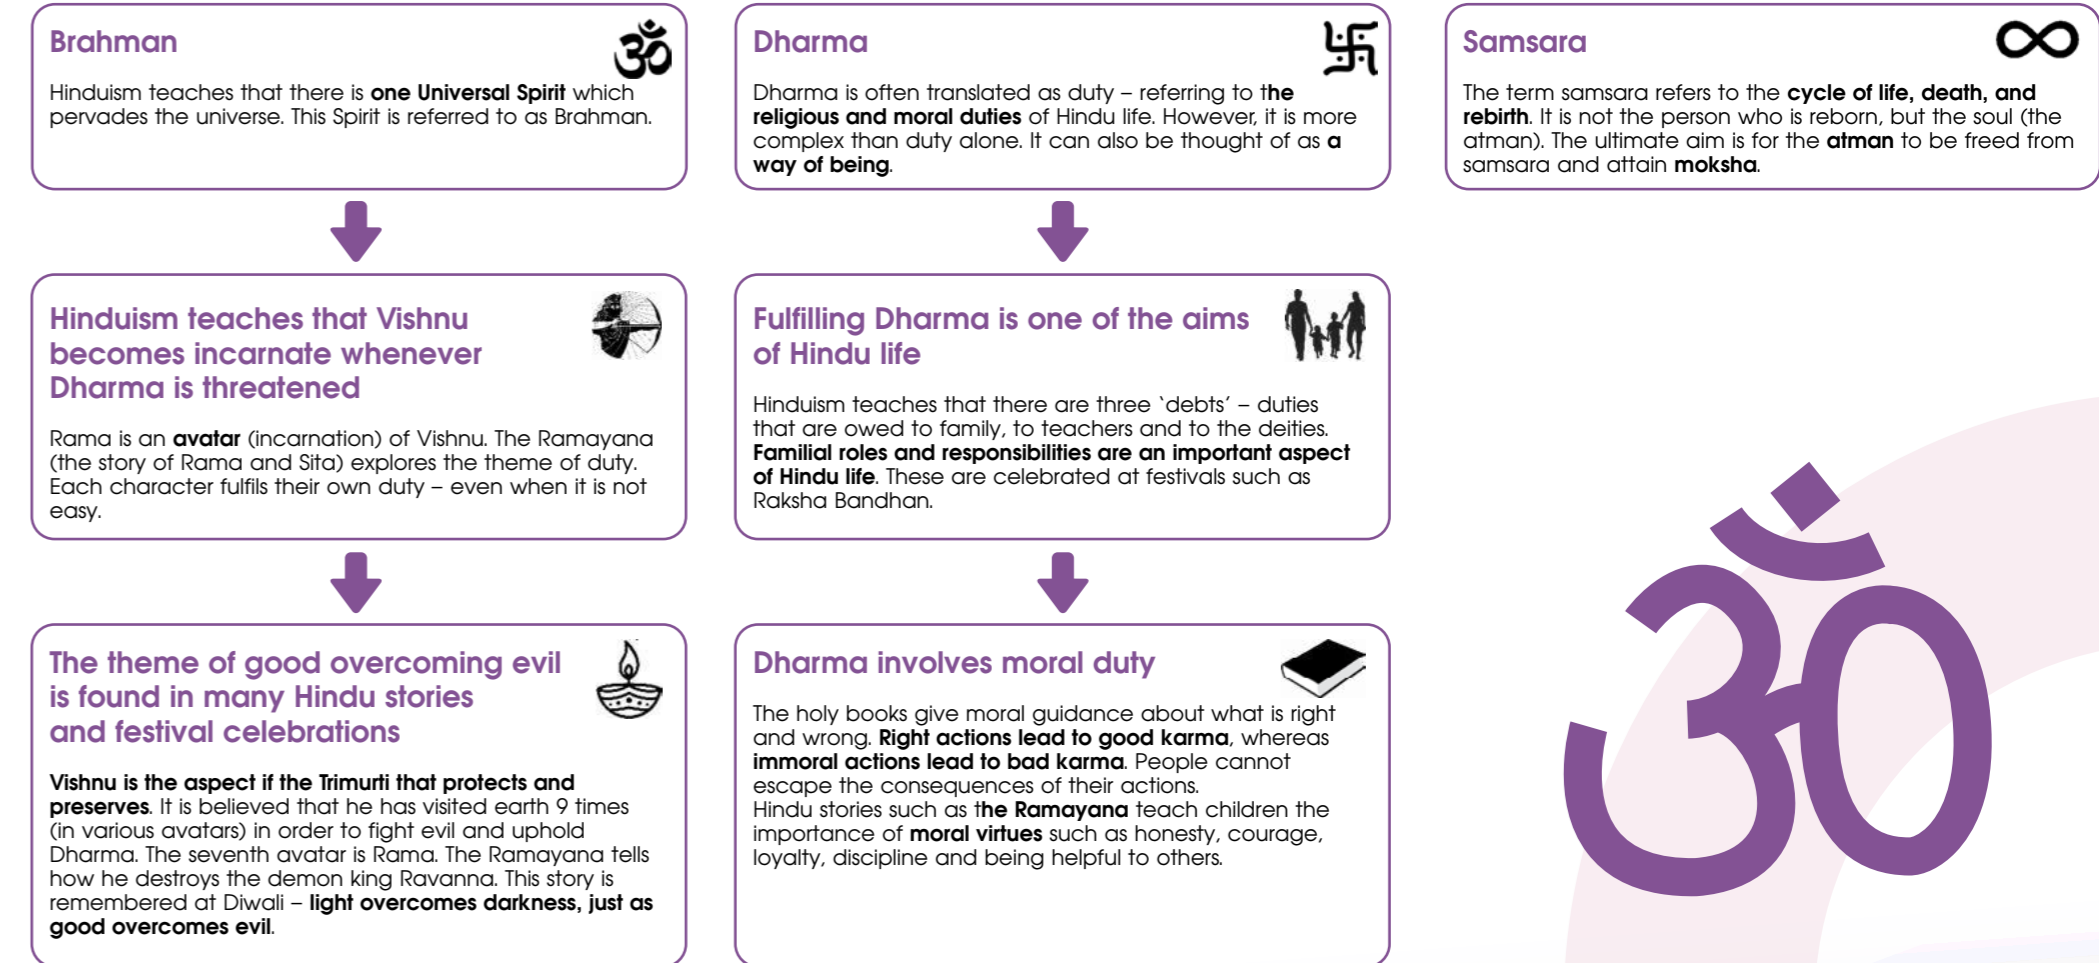 Brahman
Hinduism teaches that there is one Universal Spirit which
pervades the universe. This Spirit is referred to as Brahman.
Hinduism teaches that Vishnu
becomes incarnate whenever
Dharma is threatened
Rama is an avatar (incarnation) of Vishnu. The Ramayana
(the story of Rama and Sita) explores the theme of duty.
Each character fulfils their own duty – even when it is not
easy.
The theme of good overcoming evil
is found in many Hindu stories
and festival celebrations
Vishnu is the aspect if the Trimurti that protects and
preserves. It is believed that he has visited earth 9 times
(in various avatars) in order to fight evil and uphold
Dharma. The seventh avatar is Rama. The Ramayana tells
how he destroys the demon king Ravanna. This story is
remembered at Diwali – light overcomes darkness, just as
good overcomes evil.
Dharma
Dharma is often translated as duty – referring to the
religious and moral duties of Hindu life. However, it is more
complex than duty alone. It can also be thought of as a
way of being.
Fulfilling Dharma is one of the aims
of Hindu life
Hinduism teaches that there are three ‘debts’ – duties
that are owed to family, to teachers and to the deities.
Familial roles and responsibilities are an important aspect
of Hindu life. These are celebrated at festivals such as
Raksha Bandhan.
Dharma involves moral duty
The holy books give moral guidance about what is right
and wrong. Right actions lead to good karma, whereas
immoral actions lead to bad karma. People cannot
escape the consequences of their actions.
Hindu stories such as the Ramayana teach children the
importance of moral virtues such as honesty, courage,
loyalty, discipline and being helpful to others.
Samsara
The term samsara refers to the cycle of life, death, and
rebirth. It is not the person who is reborn, but the soul (the
atman). The ultimate aim is for the atman to be freed from
samsara and attain moksha.